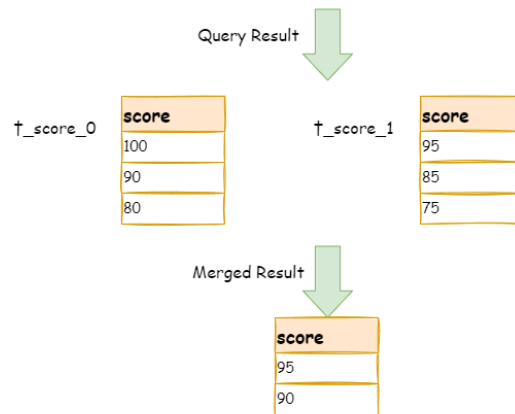 Query Result
t_score_0
score
100
90
80
t_score_1
score
95
85
75
Merged Result
score
95
90